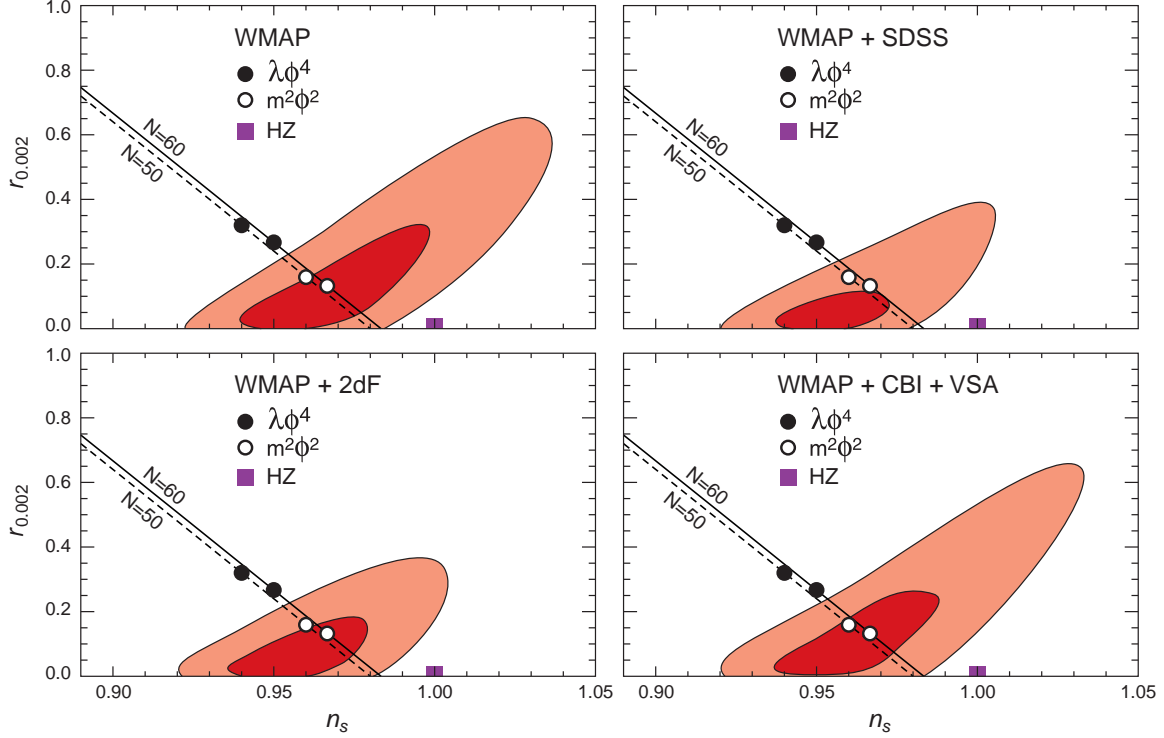 1.0
0.8
0.6
0.4
0.2
0.0
r0.002
WMAP
λϕ⁴
m²ϕ²
HZ
N=60
N=50
WMAP + SDSS
λϕ⁴
m²ϕ²
HZ
N=60
N=50
1.0
0.8
0.6
0.4
0.2
0.0
r0.002
WMAP + 2dF
λϕ⁴
m²ϕ²
HZ
N=60
N=50
0.90 0.95 1.00 1.05
ns
WMAP + CBI + VSA
λϕ⁴
m²ϕ²
HZ
N=60
N=50
0.90 0.95 1.00 1.05
ns